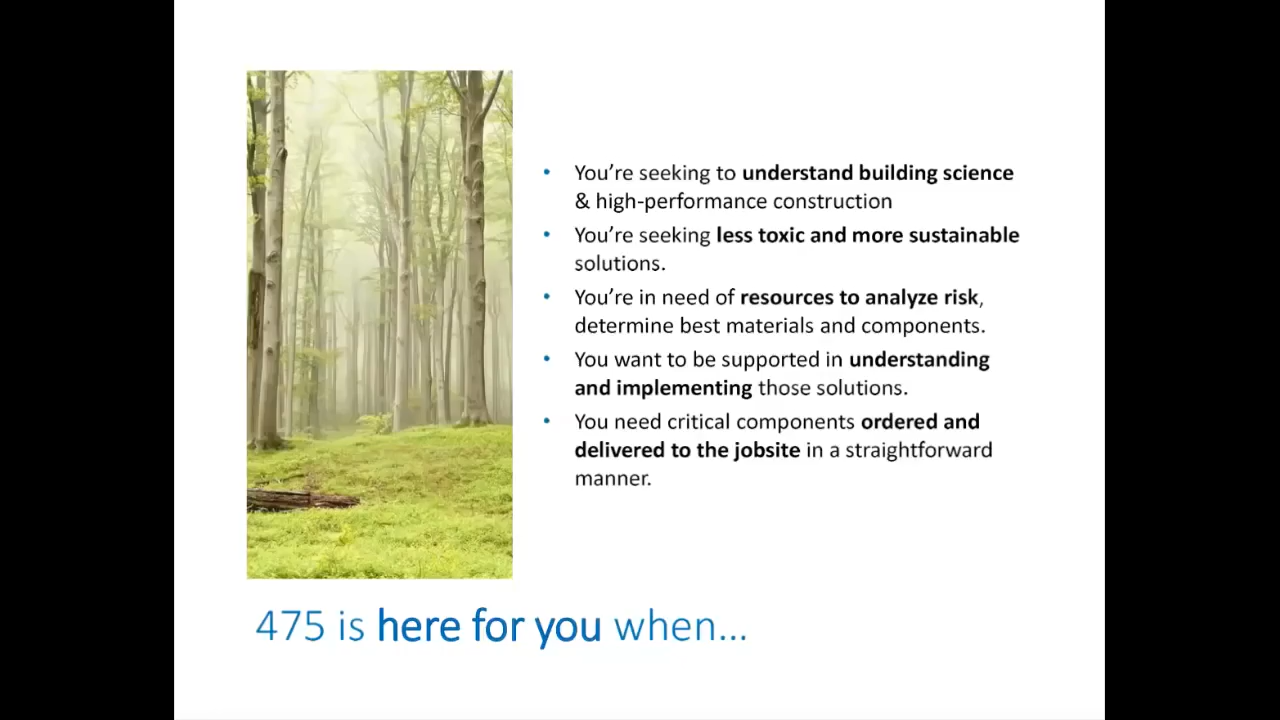 • You’re seeking to understand building science
& high-performance construction
• You’re seeking less toxic and more sustainable
solutions.
• You’re in need of resources to analyze risk,
determine best materials and components.
• You want to be supported in understanding
and implementing those solutions.
• You need critical components ordered and
delivered to the jobsite in a straightforward
manner.
475 is here for you when...